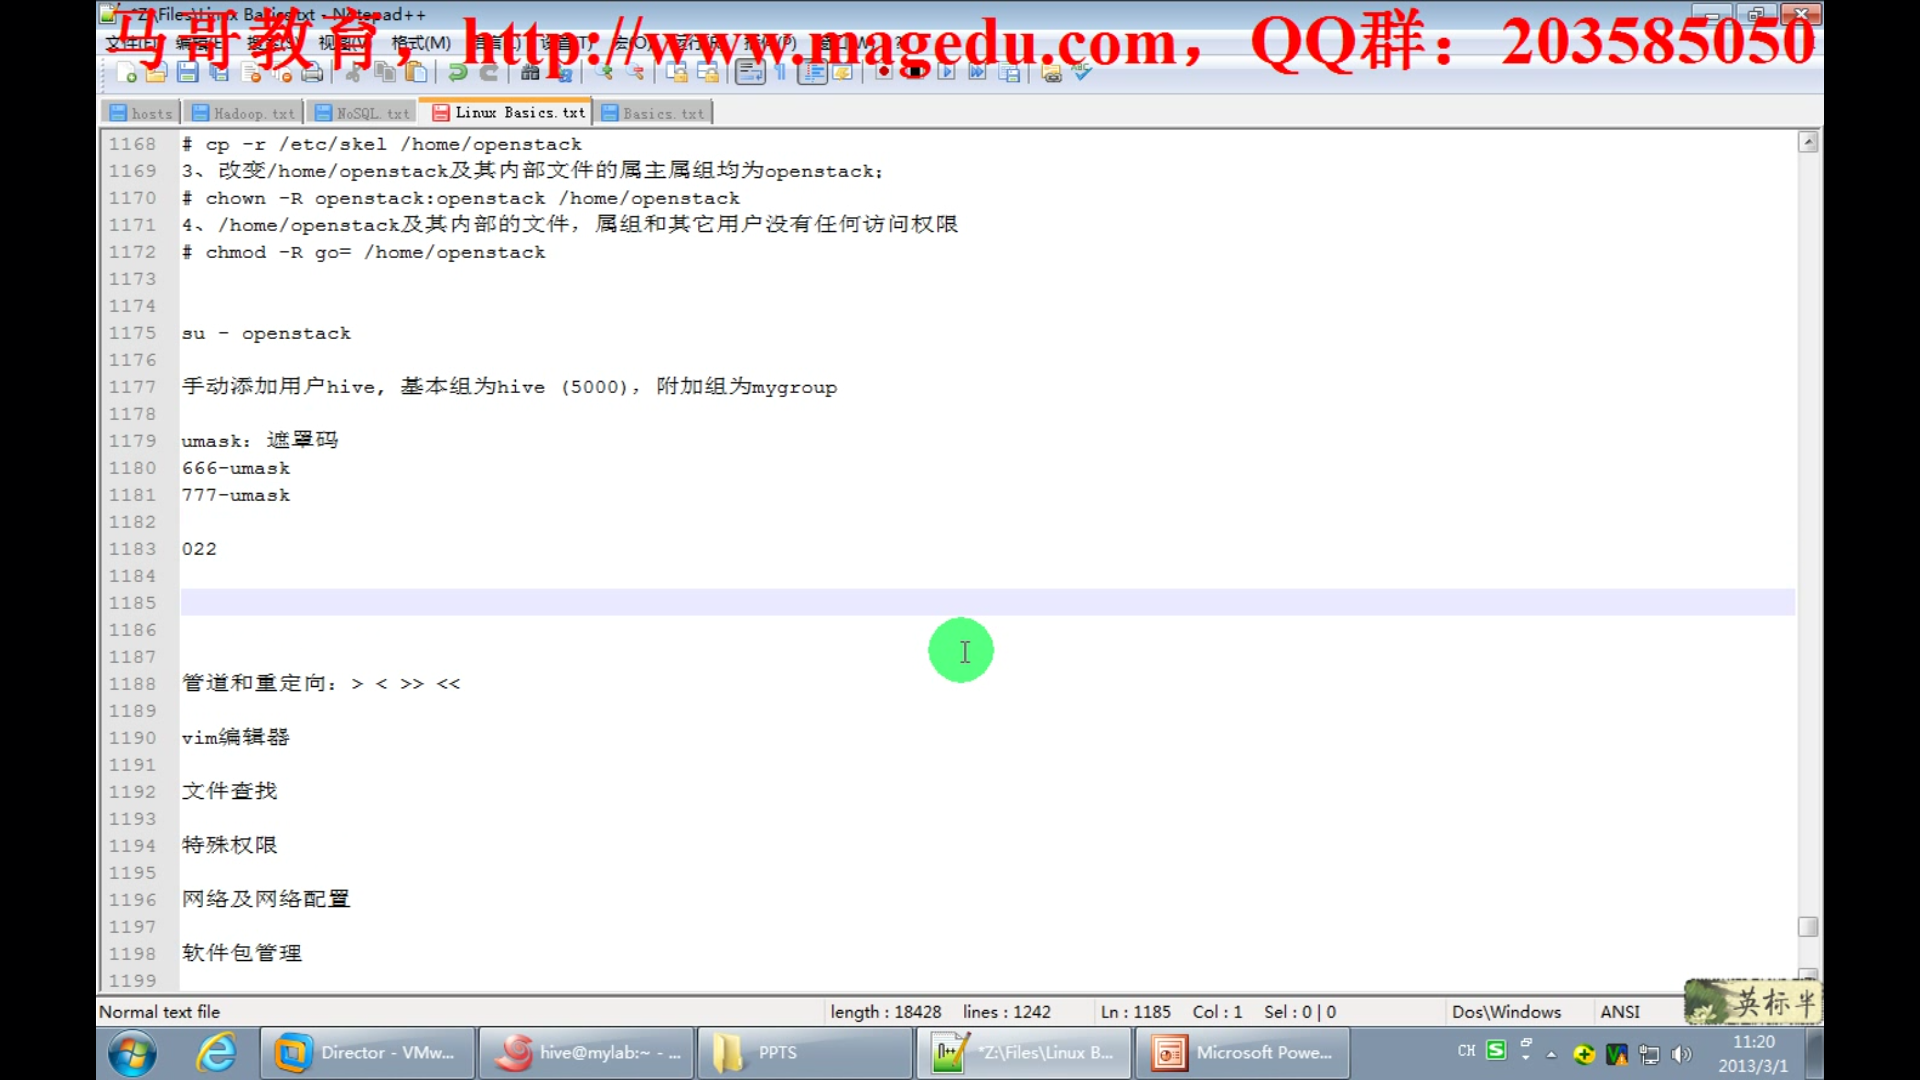 *Z:\Files\Linux Basics.txt - Notepad++
马哥教育，http://www.magedu.com，QQ群：203585050
hosts Hadoop.txt NoSQL.txt Linux Basics.txt Basics.txt
1168 # cp -r /etc/skel /home/openstack
1169 3、改变/home/openstack及其内部文件的属主属组均为openstack;
1170 # chown -R openstack:openstack /home/openstack
1171 4、/home/openstack及其内部的文件，属组和其它用户没有任何访问权限
1172 # chmod -R go= /home/openstack
1173
1174
1175 su - openstack
1176
1177 手动添加用户hive, 基本组为hive (5000)，附加组为mygroup
1178
1179 umask: 遮罩码
1180 666-umask
1181 777-umask
1182
1183 022
1184
1185
1186
1187
1188 管道和重定向：> < >> <<
1189
1190 vim编辑器
1191
1192 文件查找
1193
1194 特殊权限
1195
1196 网络及网络配置
1197
1198 软件包管理
1199
Normal text file length : 18428 lines : 1242 Ln : 1185 Col : 1 Sel : 0 | 0 Dos\Windows ANSI
英标半
Director - VMw... hive@mylab:~ - ... PPTS *Z:\Files\Linux B... Microsoft Powe... CH 11:20
2013/3/1